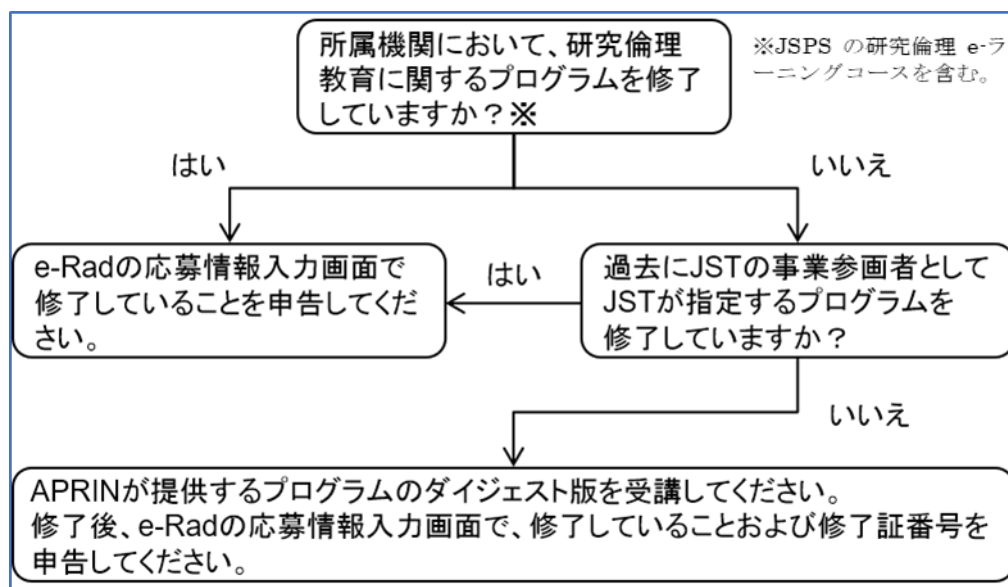 所属機関において、研究倫理
教育に関するプログラムを修了
していますか？※
※JSPS の研究倫理 e-ラ
ーニングコースを含む。
はい
いいえ
e-Radの応募情報入力画面で
修了していることを申告してくだ
さい。
はい
過去にJSTの事業参画者として
JSTが指定するプログラムを
修了していますか？
いいえ
APRINが提供するプログラムのダイジェスト版を受講してください。
修了後、e-Radの応募情報入力画面で、修了していることおよび修了証番号を
申告してください。